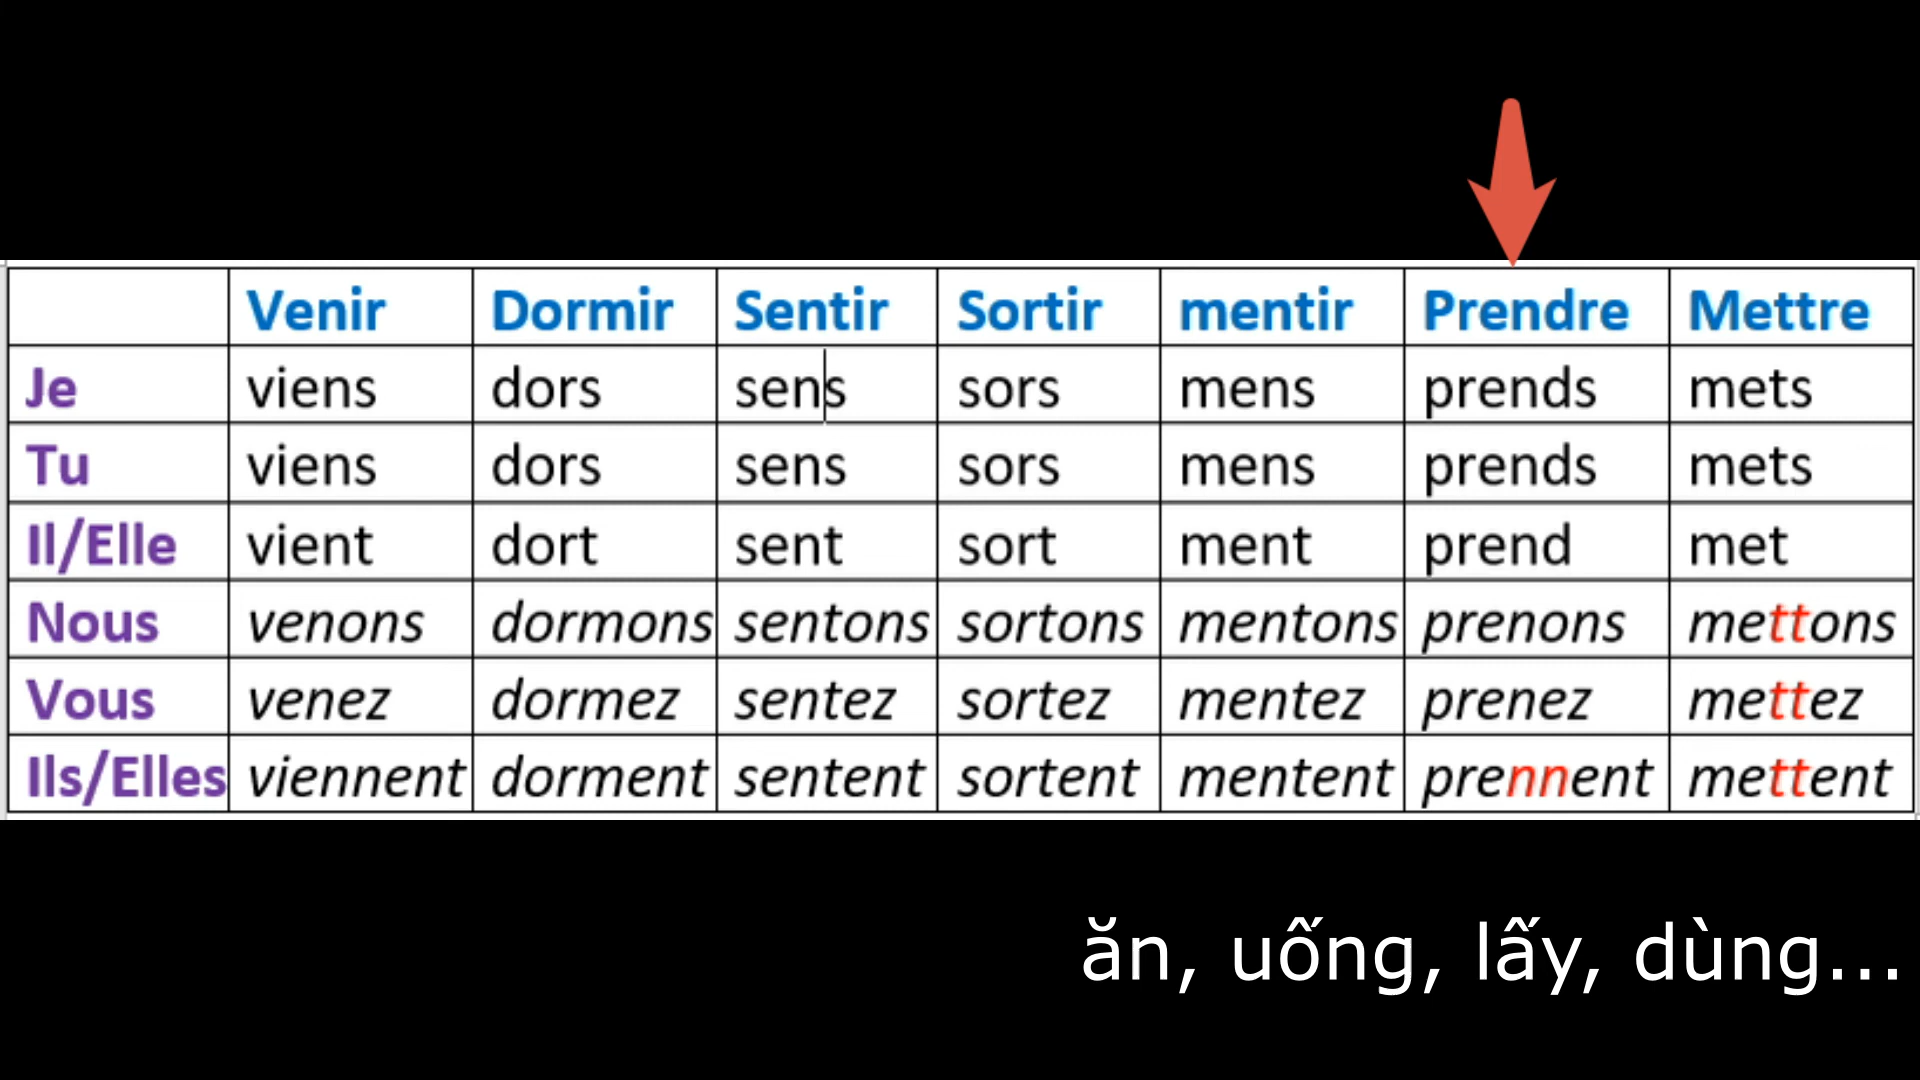 Venir Dormir Sentir Sortir mentir Prendre Mettre
Je viens dors sens sors mens prends mets
Tu viens dors sens sors mens prends mets
Il/Elle vient dort sent sort ment prend met
Nous venons dormons sentons sortons mentons prenons mettons
Vous venez dormez sentez sortez mentez prenez mettez
Ils/Elles viennent dorment sentent sortent mentent prennent mettent
ăn, uống, lấy, dùng...